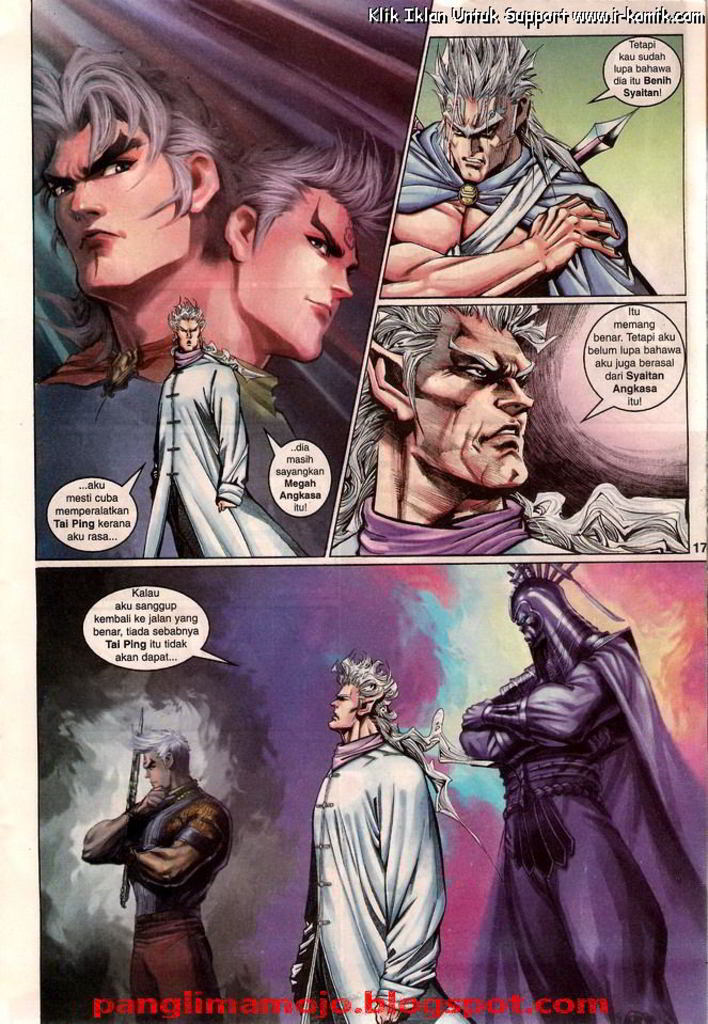 Klik Iklan Untuk Support www.ir-komik.com
...aku
mesti cuba
memperalatkan
Tai Ping kerana
aku rasa...
..dia
masih
sayangkan
Megah
Angkasa
itu!
Tetapi
kau sudah
lupa bahawa
dia itu Benih
Syaitan!
Itu
memang
benar. Tetapi aku
belum lupa bahawa
aku juga berasal
dari Syaitan
Angkasa
itu!
17
Kalau
aku sanggup
kembali ke jalan yang
benar, tiada sebabnya
Tai Ping itu tidak
akan dapat...
panglimamojo.blogspot.com